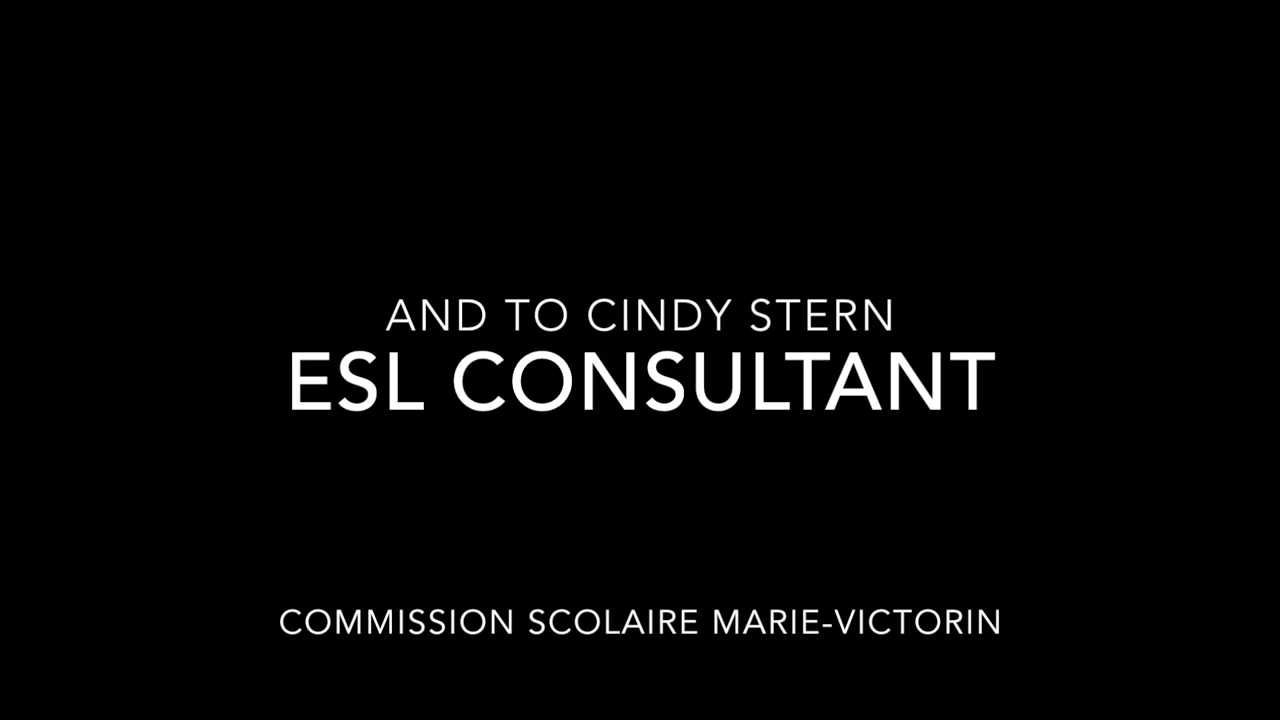 AND TO CINDY STERN
ESL CONSULTANT
COMMISSION SCOLAIRE MARIE-VICTORIN